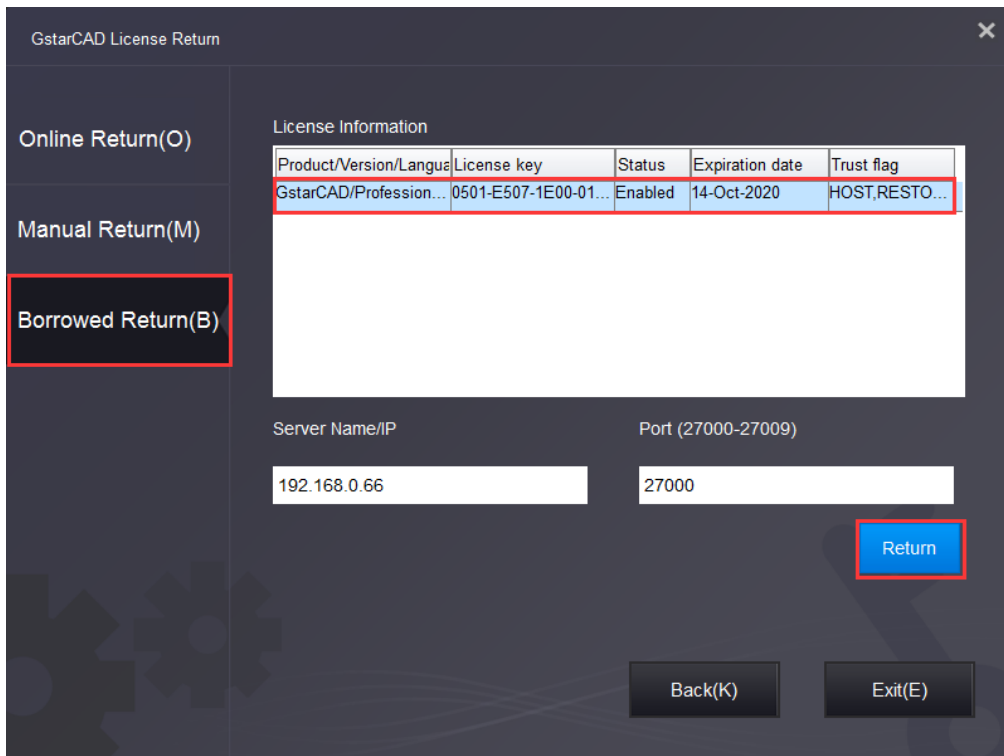 GstarCAD License Return
Online Return(O)
Manual Return(M)
Borrowed Return(B)
License Information
Product/Version/Langua License key Status Expiration date Trust flag
GstarCAD/Profession... 0501-E507-1E00-01... Enabled 14-Oct-2020 HOST,RESTO...
Server Name/IP Port (27000-27009)
192.168.0.66 27000
Return
Back(K) Exit(E)